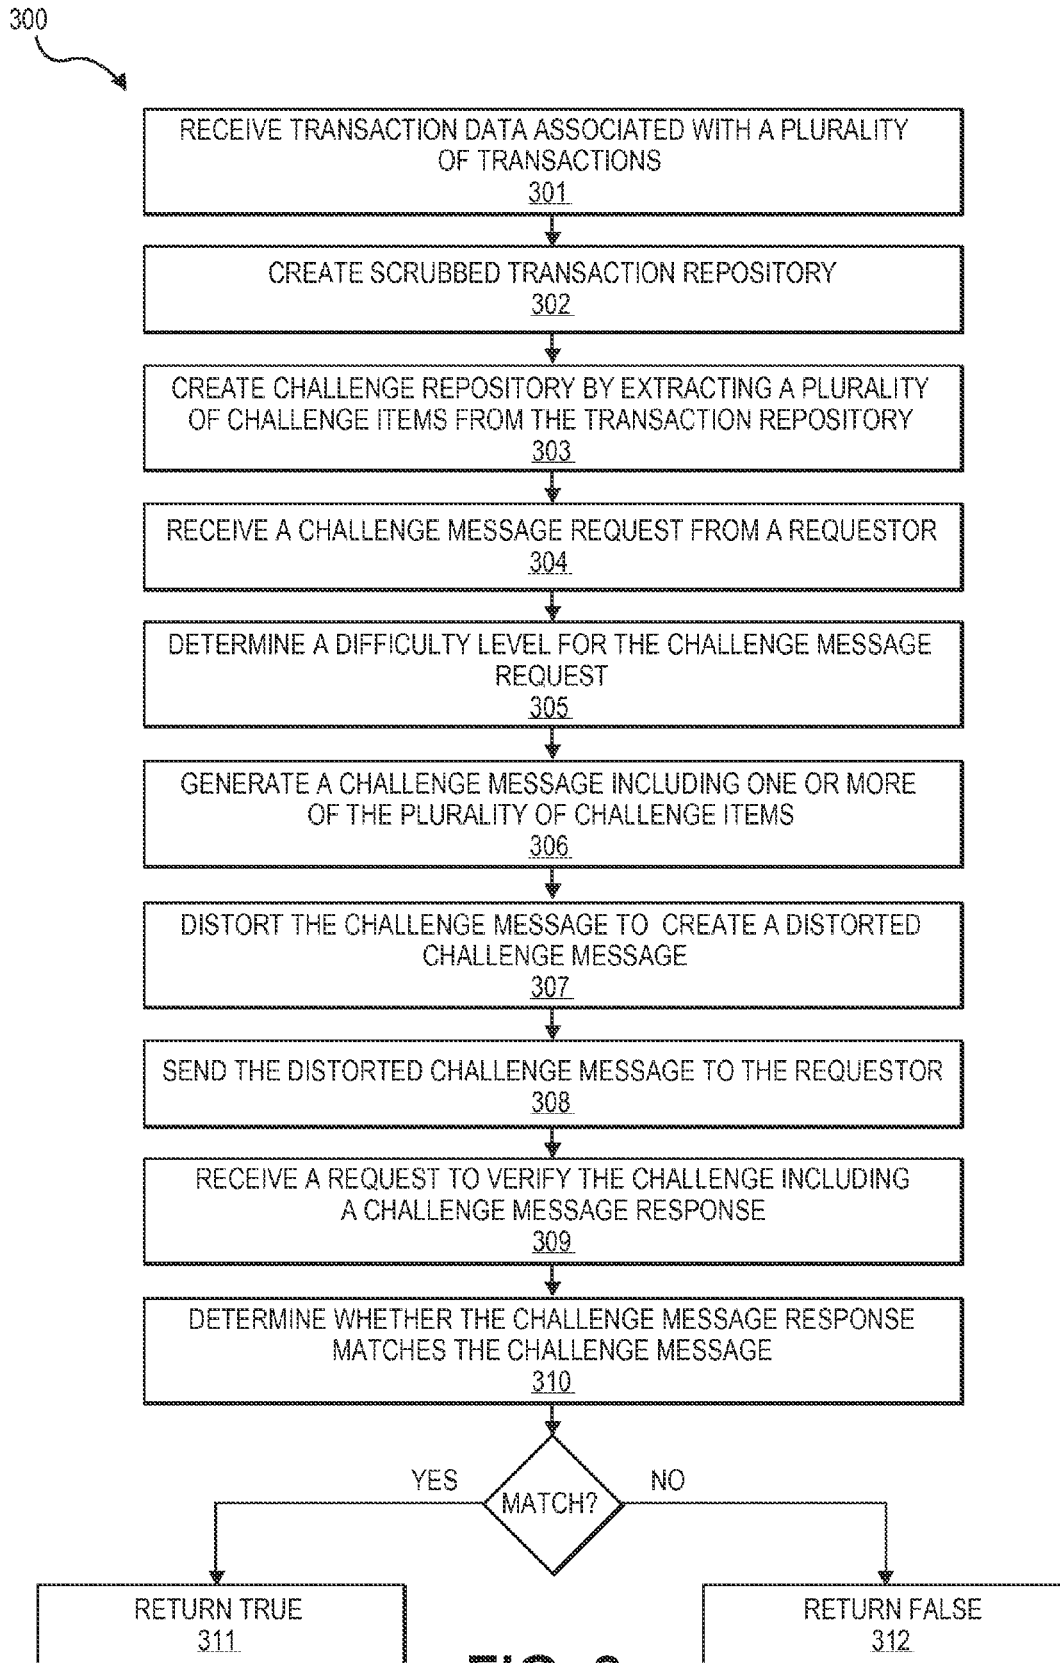 300
RECEIVE TRANSACTION DATA ASSOCIATED WITH A PLURALITY
OF TRANSACTIONS
301
CREATE SCRUBBED TRANSACTION REPOSITORY
302
CREATE CHALLENGE REPOSITORY BY EXTRACTING A PLURALITY
OF CHALLENGE ITEMS FROM THE TRANSACTION REPOSITORY
303
RECEIVE A CHALLENGE MESSAGE REQUEST FROM A REQUESTOR
304
DETERMINE A DIFFICULTY LEVEL FOR THE CHALLENGE MESSAGE
REQUEST
305
GENERATE A CHALLENGE MESSAGE INCLUDING ONE OR MORE
OF THE PLURALITY OF CHALLENGE ITEMS
306
DISTORT THE CHALLENGE MESSAGE TO CREATE A DISTORTED
CHALLENGE MESSAGE
307
SEND THE DISTORTED CHALLENGE MESSAGE TO THE REQUESTOR
308
RECEIVE A REQUEST TO VERIFY THE CHALLENGE INCLUDING
A CHALLENGE MESSAGE RESPONSE
309
DETERMINE WHETHER THE CHALLENGE MESSAGE RESPONSE
MATCHES THE CHALLENGE MESSAGE
310
YES
MATCH?
NO
RETURN TRUE
311
RETURN FALSE
312
FIG.